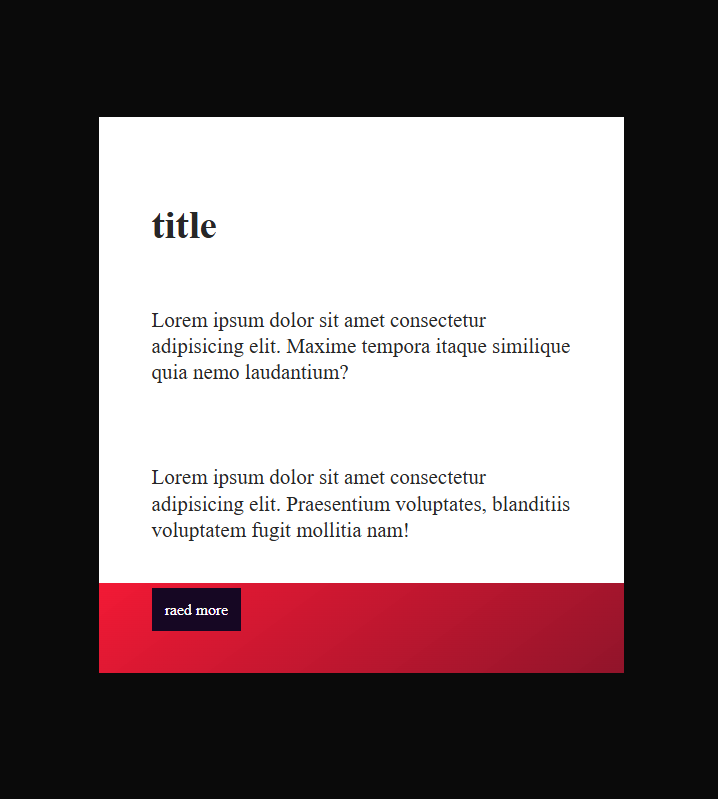 title
Lorem ipsum dolor sit amet consectetur
adipisicing elit. Maxime tempora itaque similique
quia nemo laudantium?
Lorem ipsum dolor sit amet consectetur
adipisicing elit. Praesentium voluptates, blanditiis
voluptatem fugit mollitia nam!
raed more